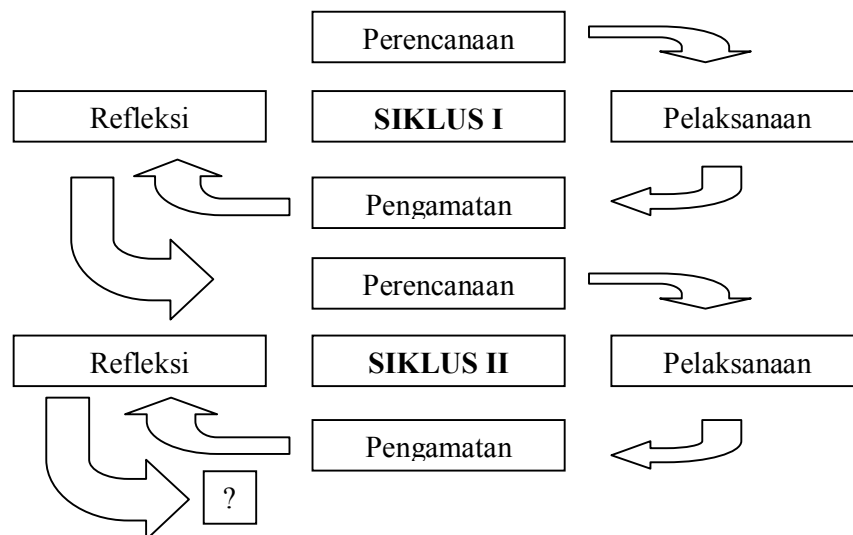 Perencanaan
Refleksi
SIKLUS I
Pelaksanaan
Pengamatan
Perencanaan
Refleksi
SIKLUS II
Pelaksanaan
Pengamatan
?